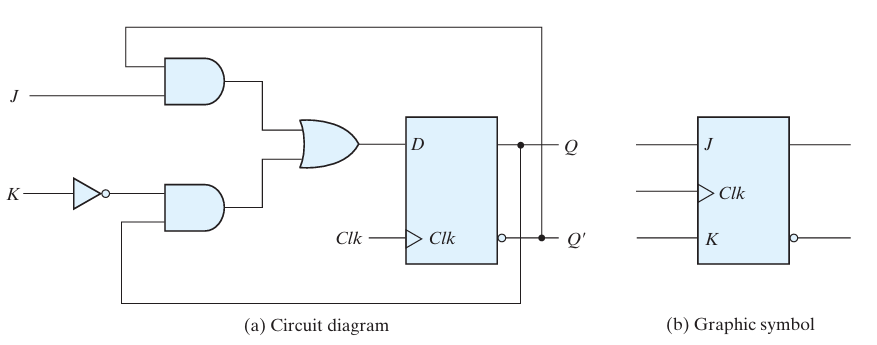 J
K
D
Q
Clk
Clk
Q'
J
Clk
K
(a) Circuit diagram
(b) Graphic symbol